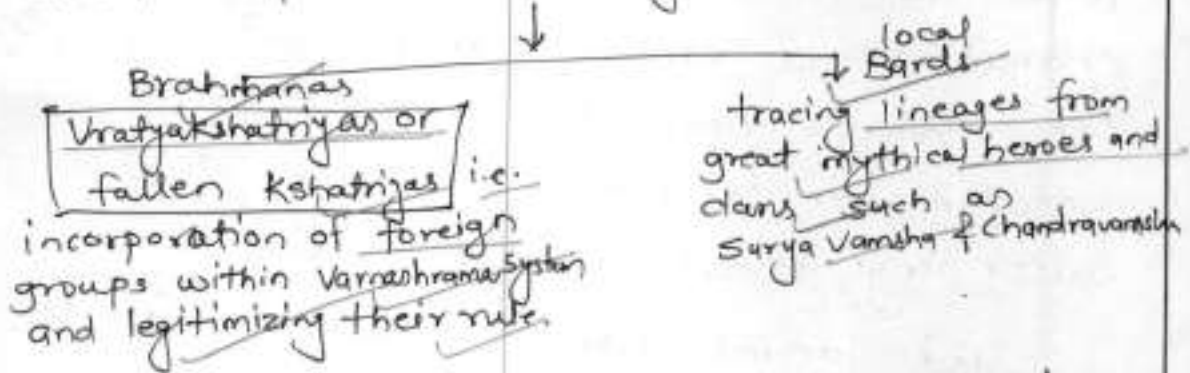 Brahmanas
Vratyakshatriyas or
fallen Kshatriyas i.e.
incorporation of foreign
groups within Varnashrama System
and legitimizing their rule.
local
Bards
tracing lineages from
great mythical heroes and
clans such as
Surya Vamsha & Chandravamsha